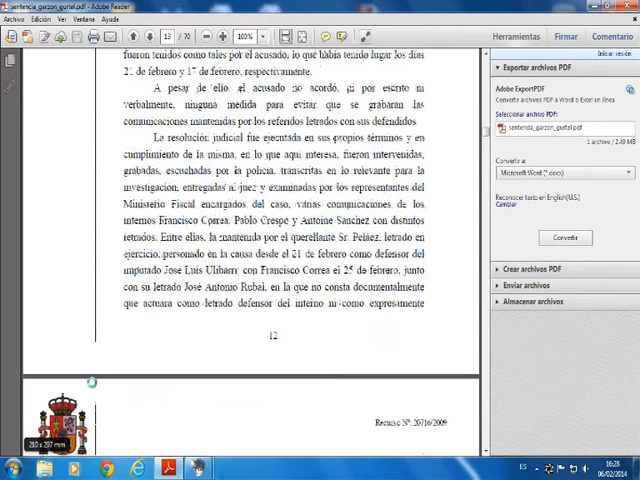 sentencia_garzon_gurtel.pdf - Adobe Reader
Archivo Edición Ver Ventana Ayuda
13 / 70 100% Herramientas Firmar Comentario
Iniciar sesión
Exportar archivos PDF
Adobe ExportPDF
Convertir archivos PDF a Word o Excel en línea
Seleccionar archivo PDF:
sentencia_garzon_gurtel.pdf
1 archivo / 2.49 MB
Convertir a:
Microsoft Word (*.docx)
Reconocer texto en English(U.S.)
Cambiar
Convertir
Crear archivos PDF
Enviar archivos
Almacenar archivos
fueron tenidos como tales por el acusado, lo que había tenido lugar los días
21 de febrero y 17 de febrero, respectivamente.
A pesar de ello, el acusado no acordó, ni por escrito ni
verbalmente, ninguna medida para evitar que se grabaran las
comunicaciones mantenidas por los referidos letrados con sus defendidos.
La resolución judicial fue ejecutada en sus propios términos y en
cumplimiento de la misma, en lo que aquí interesa, fueron intervenidas,
grabadas, escuchadas por la policía, transcritas en lo relevante para la
investigación, entregadas al juez y examinadas por los representantes del
Ministerio Fiscal encargados del caso, varias comunicaciones de los
internos Francisco Correa, Pablo Crespo y Antoine Sánchez con distintos
letrados. Entre ellas, la mantenida por el querellante Sr. Peláez, letrado en
ejercicio, personado en la causa desde el 21 de febrero como defensor del
imputado José Luis Ulibarri, con Francisco Correa el 25 de febrero, junto
con su letrado José Antonio Rubal, en la que no consta documentalmente
que actuara como letrado defensor del interno ni como expresamente
12
Recurso Nº: 20716/2009
210 x 297 mm
ES
16:28
06/02/2014